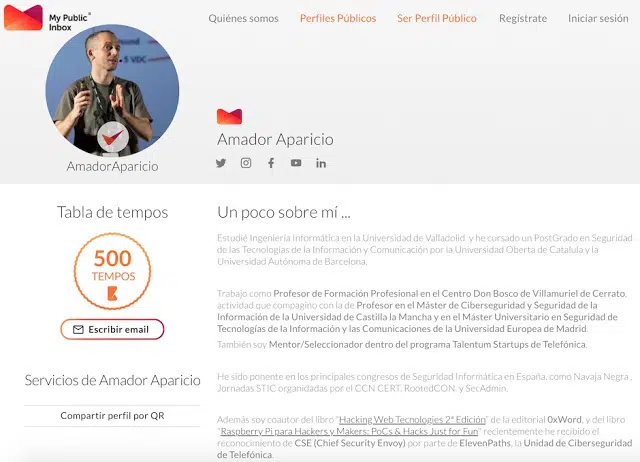 My Public Inbox
Quiénes somos
Perfiles Públicos
Ser Perfil Público
Regístrate
Iniciar sesión
3 VDC
AmadorAparicio
Amador Aparicio
Tabla de tempos
500
TEMPOS
Escribir email
Servicios de Amador Aparicio
Compartir perfil por QR
Un poco sobre mí ...
Estudié Ingeniería Informática en la Universidad de Valladolid y he cursado un PostGrado en Seguridad
de las Tecnologías de la Información y Comunicación por la Universidad Oberta de Catalula y la
Universidad Autónoma de Barcelona.
Trabajo como Profesor de Formación Profesional en el Centro Don Bosco de Villamuriel de Cerrato,
actividad que compagino con la de Profesor en el Máster de Ciberseguridad y Seguridad de la
Información de la Universidad de Castilla la Mancha y en el Máster Universitario en Seguridad de
Tecnologías de la Información y las Comunicaciones de la Universidad Europea de Madrid.
También soy Mentor/Seleccionador dentro del programa Talentum Startups de Telefónica.
He sido ponente en los principales congresos de Seguridad Informática en España, como Navaja Negra ,
Jornadas STIC organizadas por el CCN CERT, RootedCON y SecAdmin.
Además soy coautor del libro "Hacking Web Tecnologies 2ª Edición" de la editorial 0xWord, y del libro
"Raspberry Pi para Hackers y Makers: PoCs & Hacks Just for Fun" recientemente he recibido el
reconocimiento de CSE (Chief Security Envoy) por parte de ElevenPaths, la Unidad de Ciberseguridad
de Telefónica.